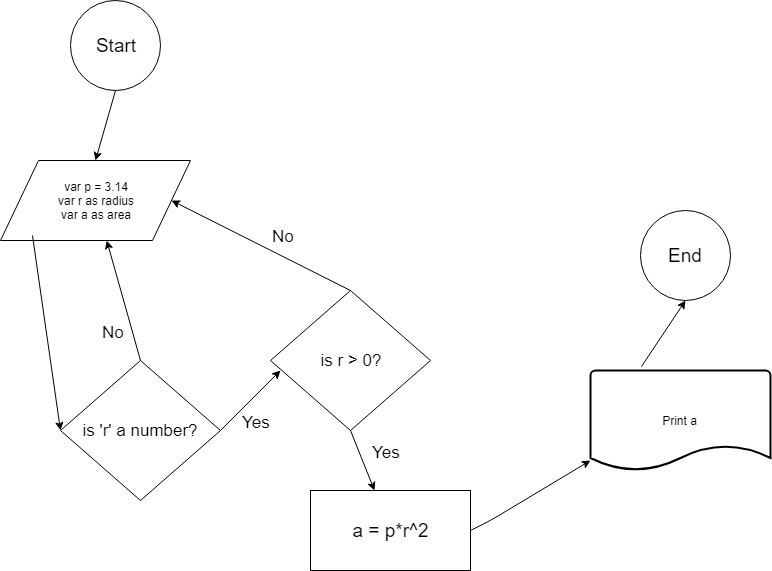 Start
var p = 3.14
var r as radius
var a as area
No
No
is 'r' a number?
Yes
is r > 0?
Yes
a = p*r^2
Print a
End